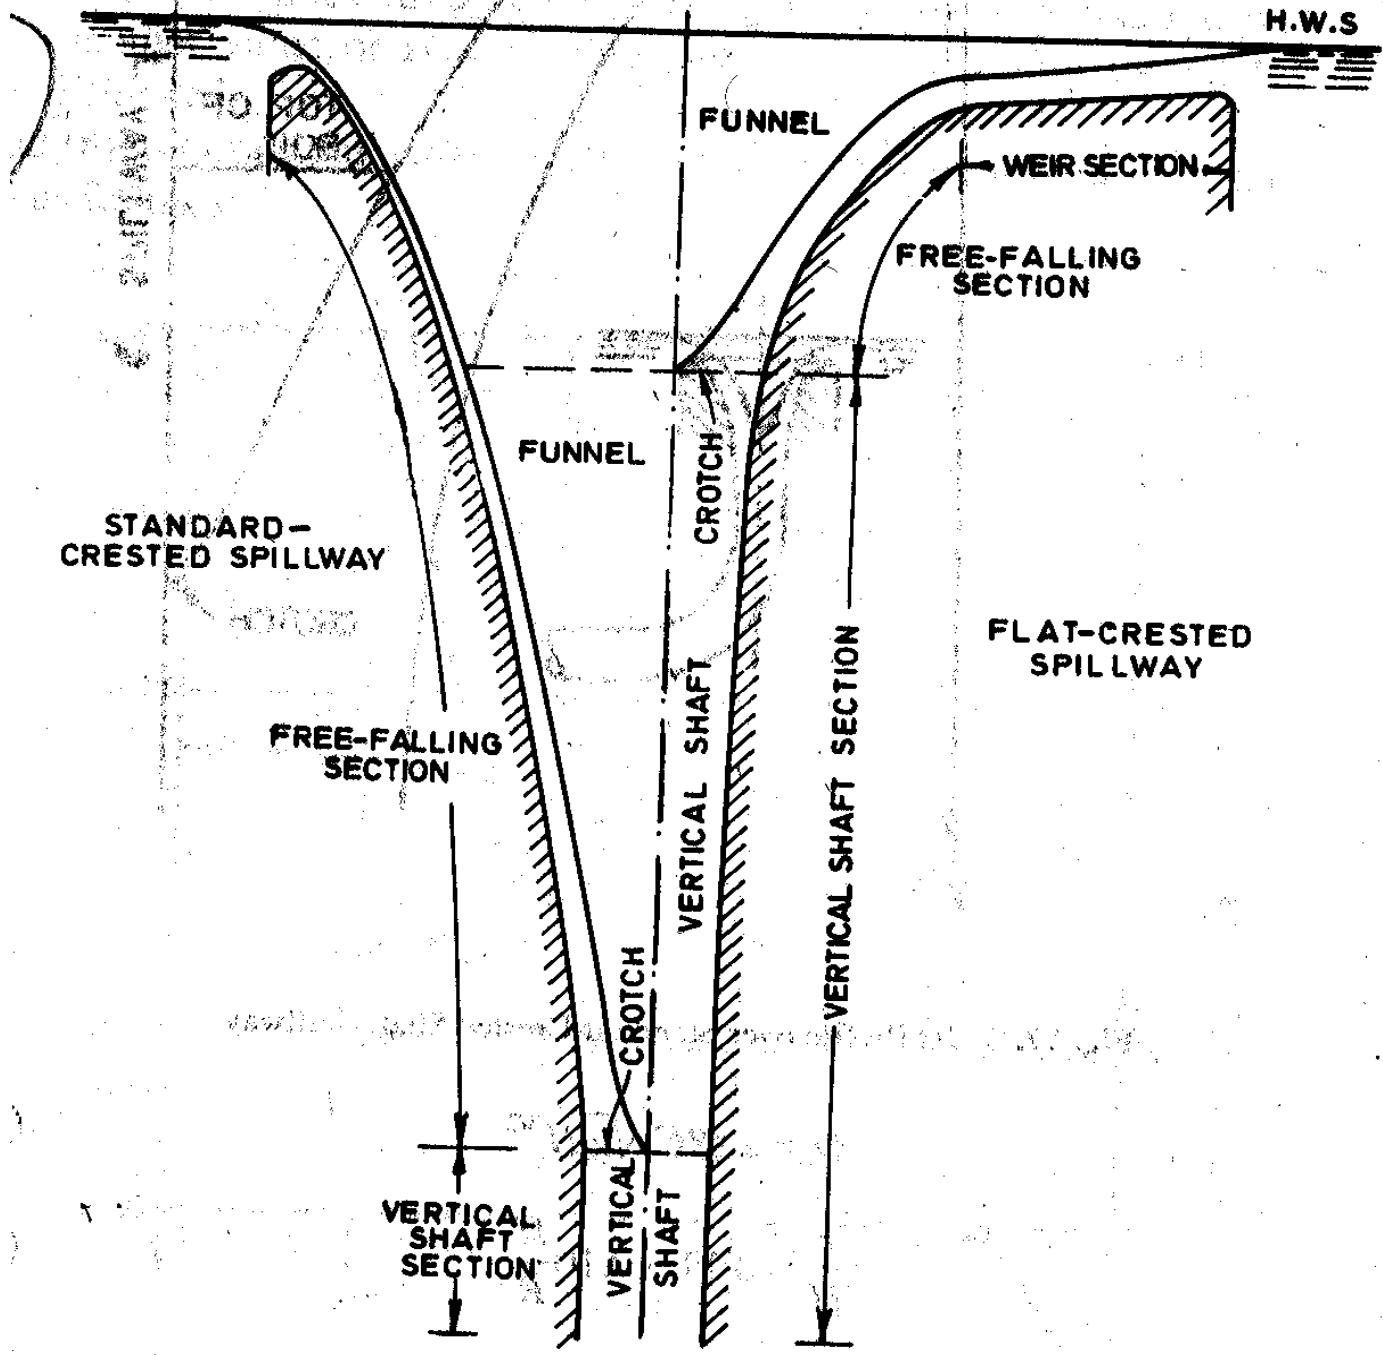 H.W.S
FUNNEL
WEIR SECTION
FREE-FALLING
SECTION
CROTCH
FUNNEL
STANDARD-
CRESTED SPILLWAY
FLAT-CRESTED
SPILLWAY
VERTICAL SHAFT
VERTICAL SHAFT SECTION
FREE-FALLING
SECTION
CROTCH
VERTICAL
SHAFT
SECTION
VERTICAL
SHAFT